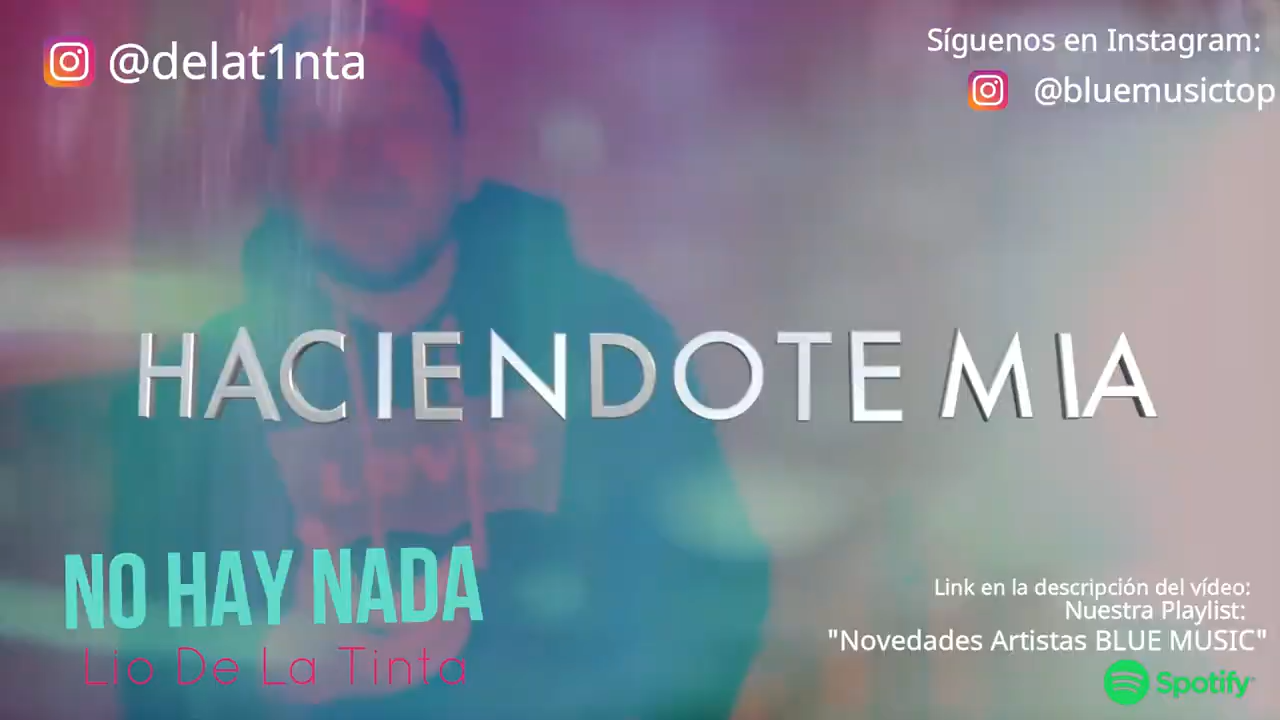 @delat1nta
Síguenos en Instagram:
@bluemusictop
HACIENDOTE MIA
LEVI'S
NO HAY NADA
Lio De La Tinta
Link en la descripción del vídeo:
Nuestra Playlist:
"Novedades Artistas BLUE MUSIC"
Spotify